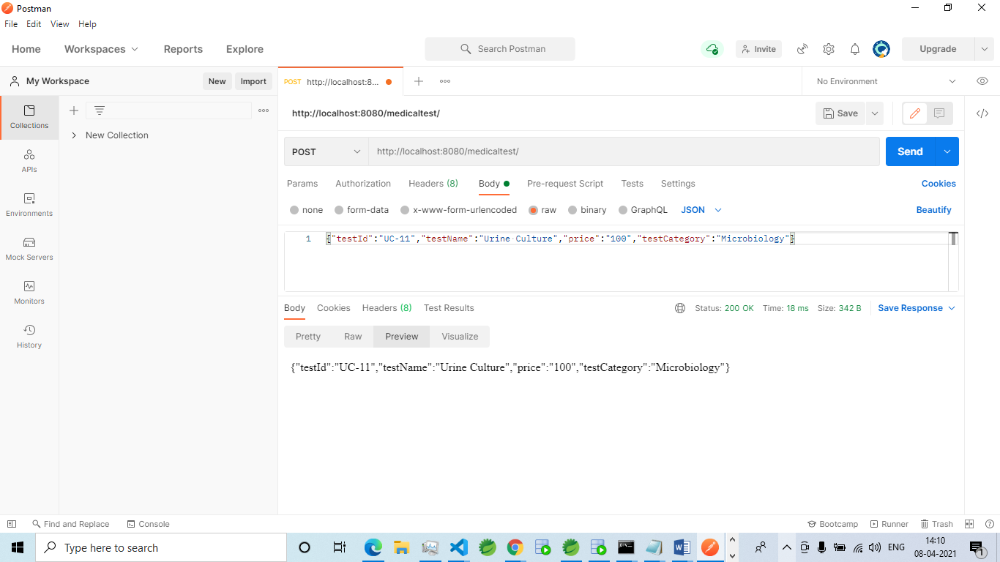 Postman
File Edit View Help
Home Workspaces Reports Explore Search Postman Invite Upgrade
My Workspace New Import POST http://localhost:8... No Environment
Collections
New Collection
APIs
Environments
Mock Servers
Monitors
History
http://localhost:8080/medicaltest/ Save
POST http://localhost:8080/medicaltest/ Send
Params Authorization Headers (8) Body Pre-request Script Tests Settings Cookies
none form-data x-www-form-urlencoded raw binary GraphQL JSON Beautify
1 {"testId":"UC-11","testName":"Urine Culture","price":"100","testCategory":"Microbiology"}
Body Cookies Headers (8) Test Results Status: 200 OK Time: 18 ms Size: 342 B Save Response
Pretty Raw Preview Visualize
{"testId":"UC-11","testName":"Urine Culture","price":"100","testCategory":"Microbiology"}
Find and Replace Console Bootcamp Runner Trash
Type here to search ENG 14:10
08-04-2021 1